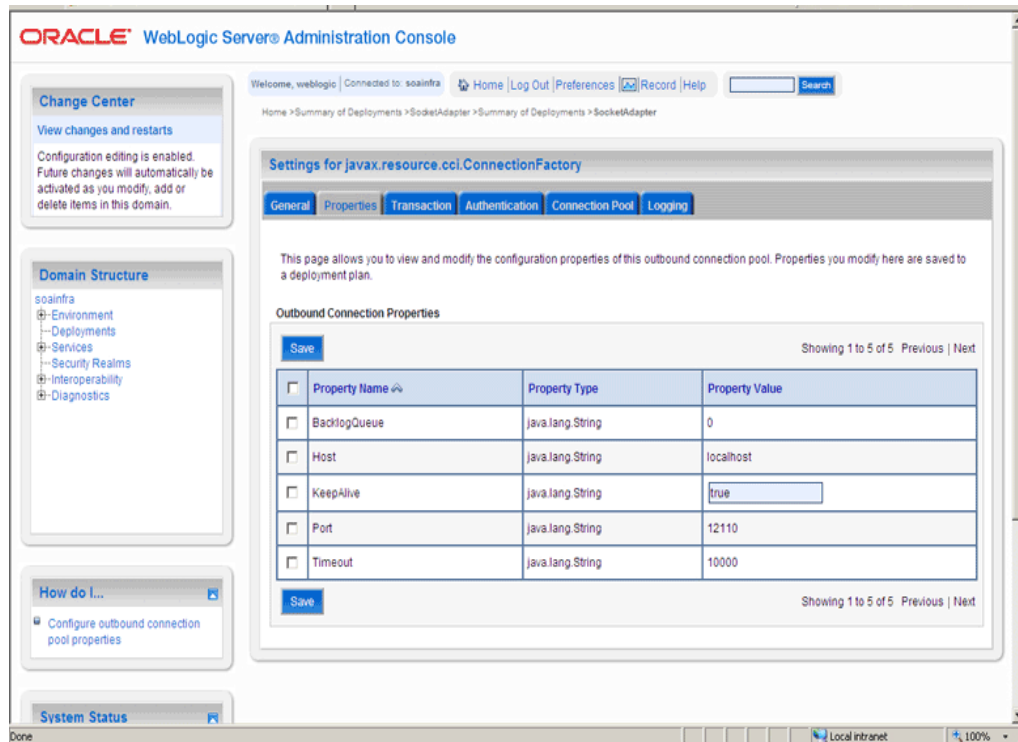 ORACLE® WebLogic Server® Administration Console
Change Center
View changes and restarts
Configuration editing is enabled.
Future changes will automatically be
activated as you modify, add or
delete items in this domain.
Domain Structure
soainfra
Environment
Deployments
Services
Security Realms
Interoperability
Diagnostics
How do I...
Configure outbound connection
pool properties
System Status
Welcome, weblogic Connected to: soainfra Home Log Out Preferences Record Help Search
Home >Summary of Deployments >SocketAdapter >Summary of Deployments >SocketAdapter
Settings for javax.resource.cci.ConnectionFactory
General Properties Transaction Authentication Connection Pool Logging
This page allows you to view and modify the configuration properties of this outbound connection pool. Properties you modify here are saved to
a deployment plan.
Outbound Connection Properties
Save Showing 1 to 5 of 5 Previous | Next
Property Name Property Type Property Value
BacklogQueue java.lang.String 0
Host java.lang.String localhost
KeepAlive java.lang.String true
Port java.lang.String 12110
Timeout java.lang.String 10000
Save Showing 1 to 5 of 5 Previous | Next
Done Local intranet 100%